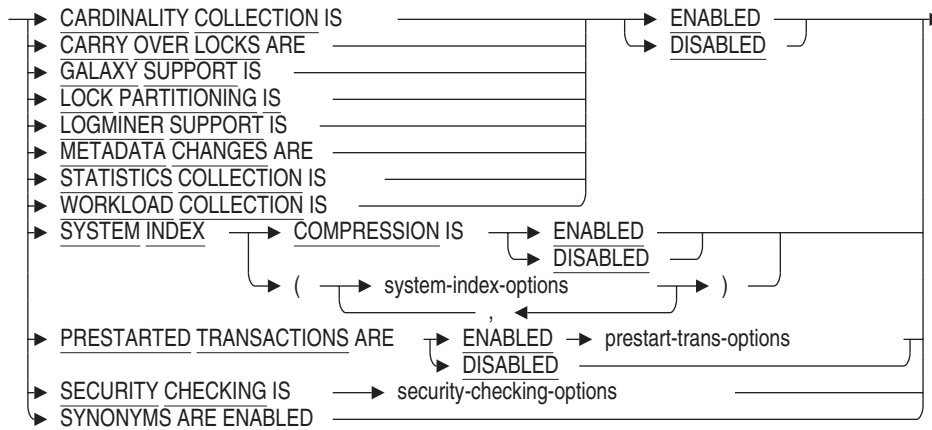 CARDINALITY COLLECTION IS ENABLED
CARRY OVER LOCKS ARE DISABLED
GALAXY SUPPORT IS
LOCK PARTITIONING IS
LOGMINER SUPPORT IS
METADATA CHANGES ARE
STATISTICS COLLECTION IS
WORKLOAD COLLECTION IS
SYSTEM INDEX COMPRESSION IS ENABLED
DISABLED
( system-index-options )
,
PRESTARTED TRANSACTIONS ARE ENABLED prestart-trans-options
DISABLED
SECURITY CHECKING IS security-checking-options
SYNONYMS ARE ENABLED